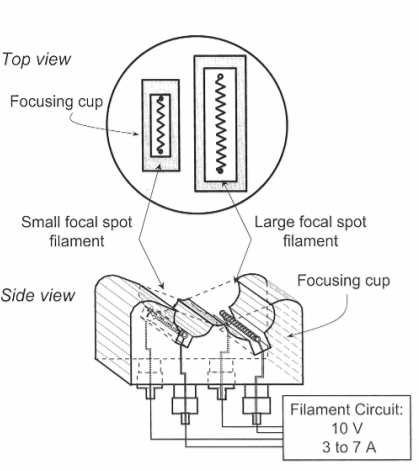 Top view
Focusing cup
Small focal spot
filament
Large focal spot
filament
Side view
Focusing cup
Filament Circuit:
10 V
3 to 7 A